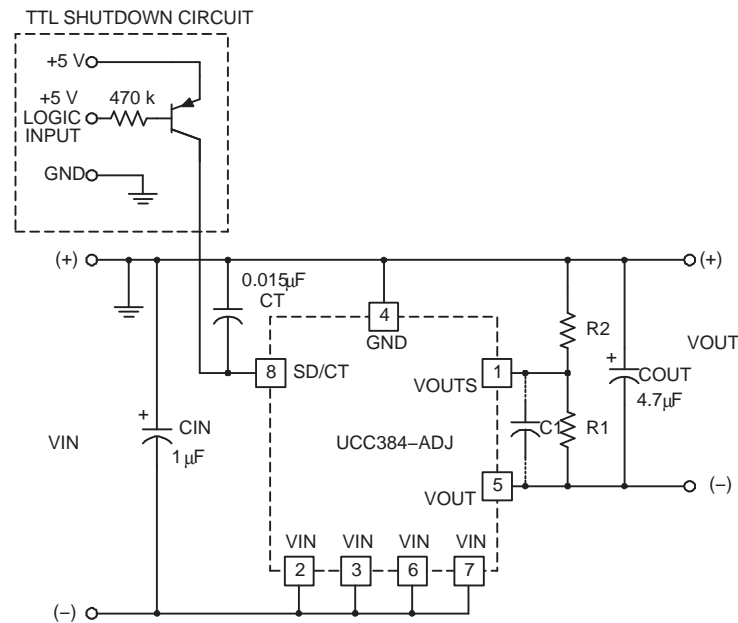 TTL SHUTDOWN CIRCUIT
+5 V
+5 V
LOGIC
INPUT
470 k
GND
(+)
(+)
0.015µF
CT
4
GND
R2
VOUT
8
SD/CT
1
VOUTS
+
COUT
4.7µF
+
CIN
1µF
VIN
UCC384–ADJ
C1
R1
5
VOUT
(–)
VIN
VIN
VIN
VIN
2
3
6
7
(–)